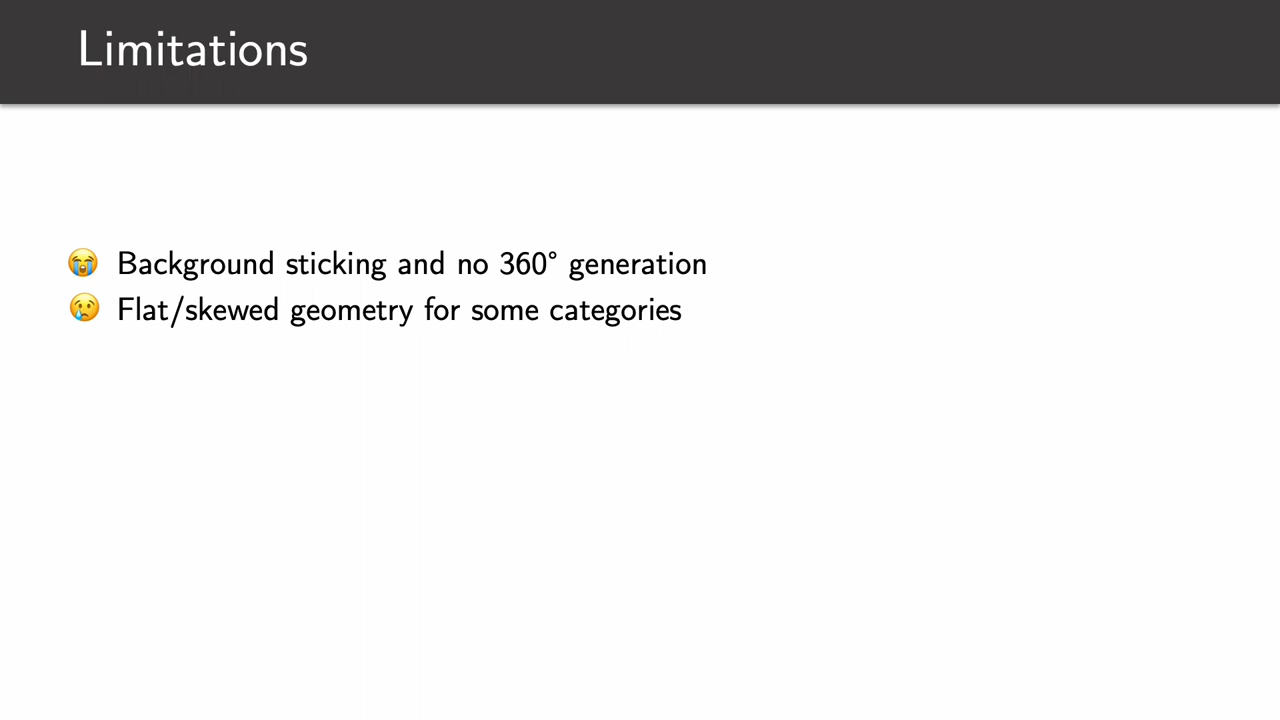 Limitations
😭 Background sticking and no 360° generation
😢 Flat/skewed geometry for some categories